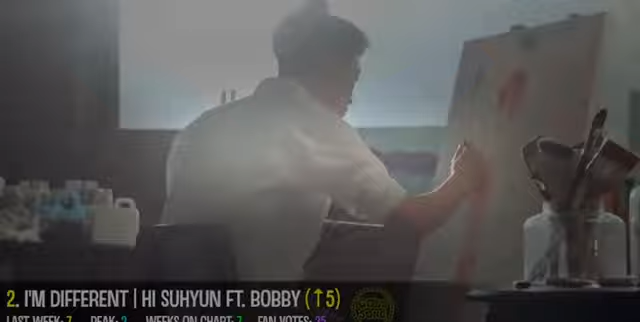 2. I'M DIFFERENT | HI SUHYUN FT. BOBBY (↑5)
LAST WEEK: 7 PEAK: 2 WEEKS ON CHART: 7 FAN VOTES: 25